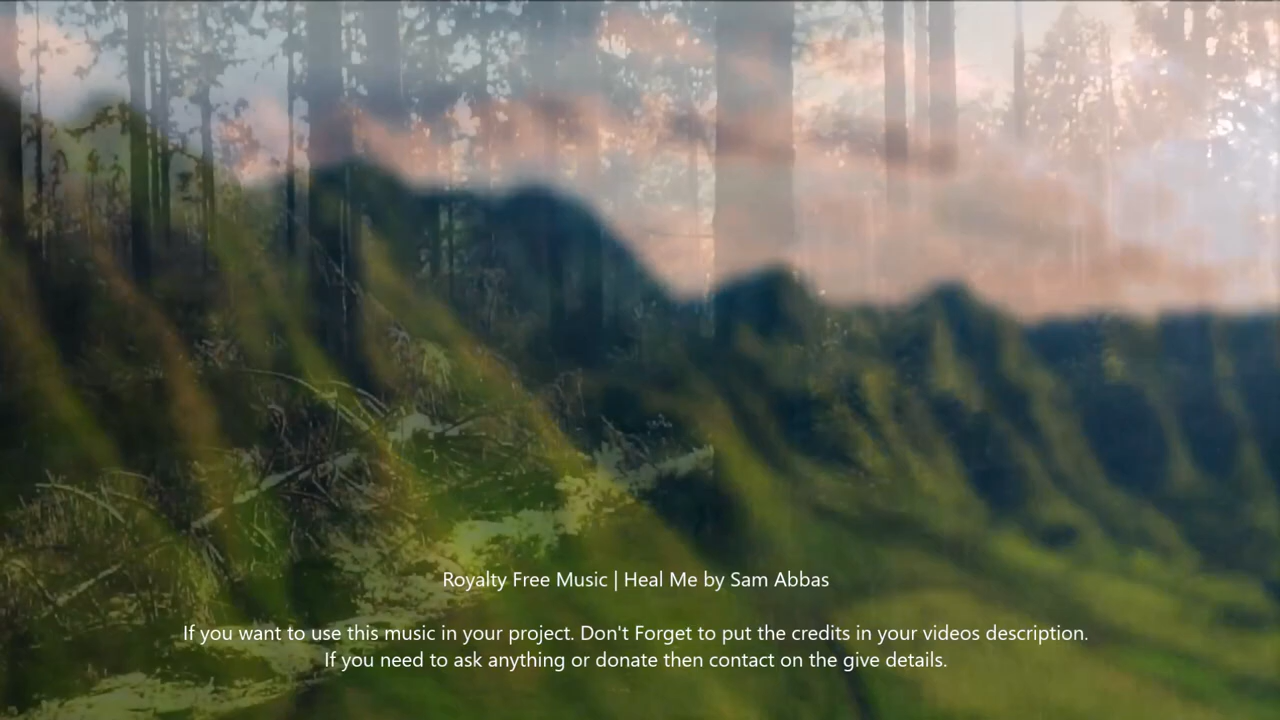 Royalty Free Music | Heal Me by Sam Abbas
If you want to use this music in your project. Don't Forget to put the credits in your videos description.
If you need to ask anything or donate then contact on the give details.